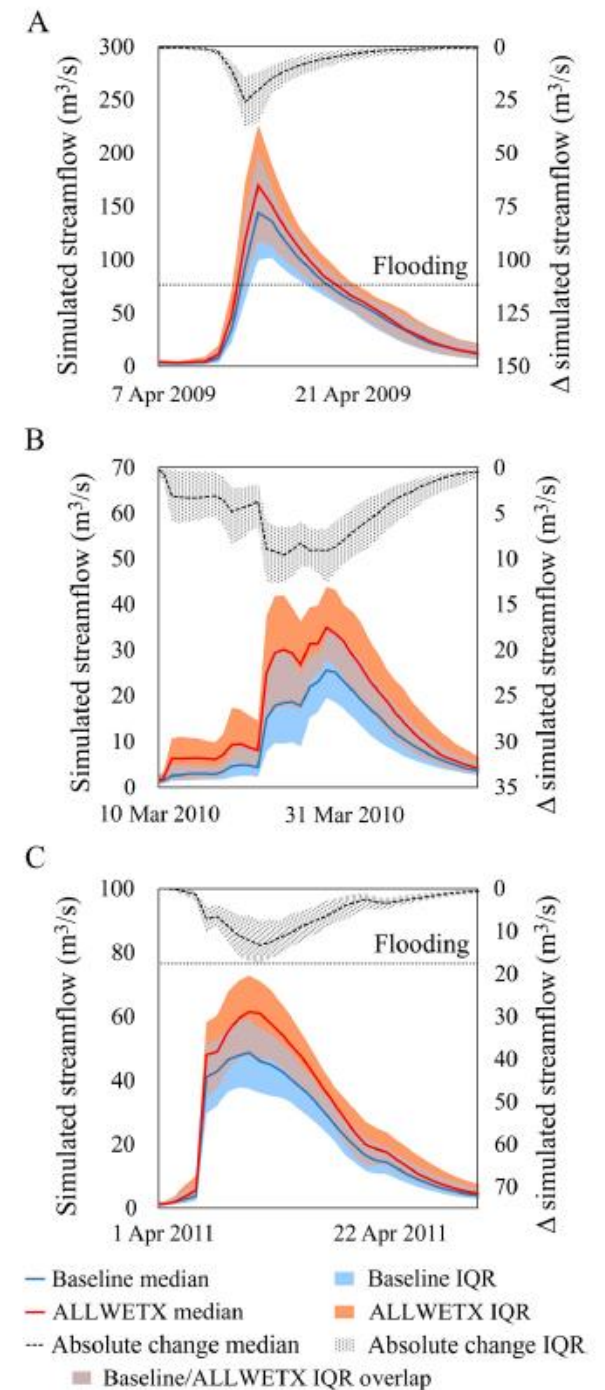 A
300
250
200
150
100
50
0
Simulated streamflow (m³/s)
Flooding
0
25
50
75
100
125
150
Δ simulated streamflow (m³/s)
7 Apr 2009
21 Apr 2009
B
70
60
50
40
30
20
10
0
Simulated streamflow (m³/s)
0
5
10
15
20
25
30
35
Δ simulated streamflow (m³/s)
10 Mar 2010
31 Mar 2010
C
100
80
60
40
20
0
Simulated streamflow (m³/s)
Flooding
0
10
20
30
40
50
60
70
Δ simulated streamflow (m³/s)
1 Apr 2011
22 Apr 2011
Baseline median
Baseline IQR
ALLWETX median
ALLWETX IQR
Absolute change median
Absolute change IQR
Baseline/ALLWETX IQR overlap